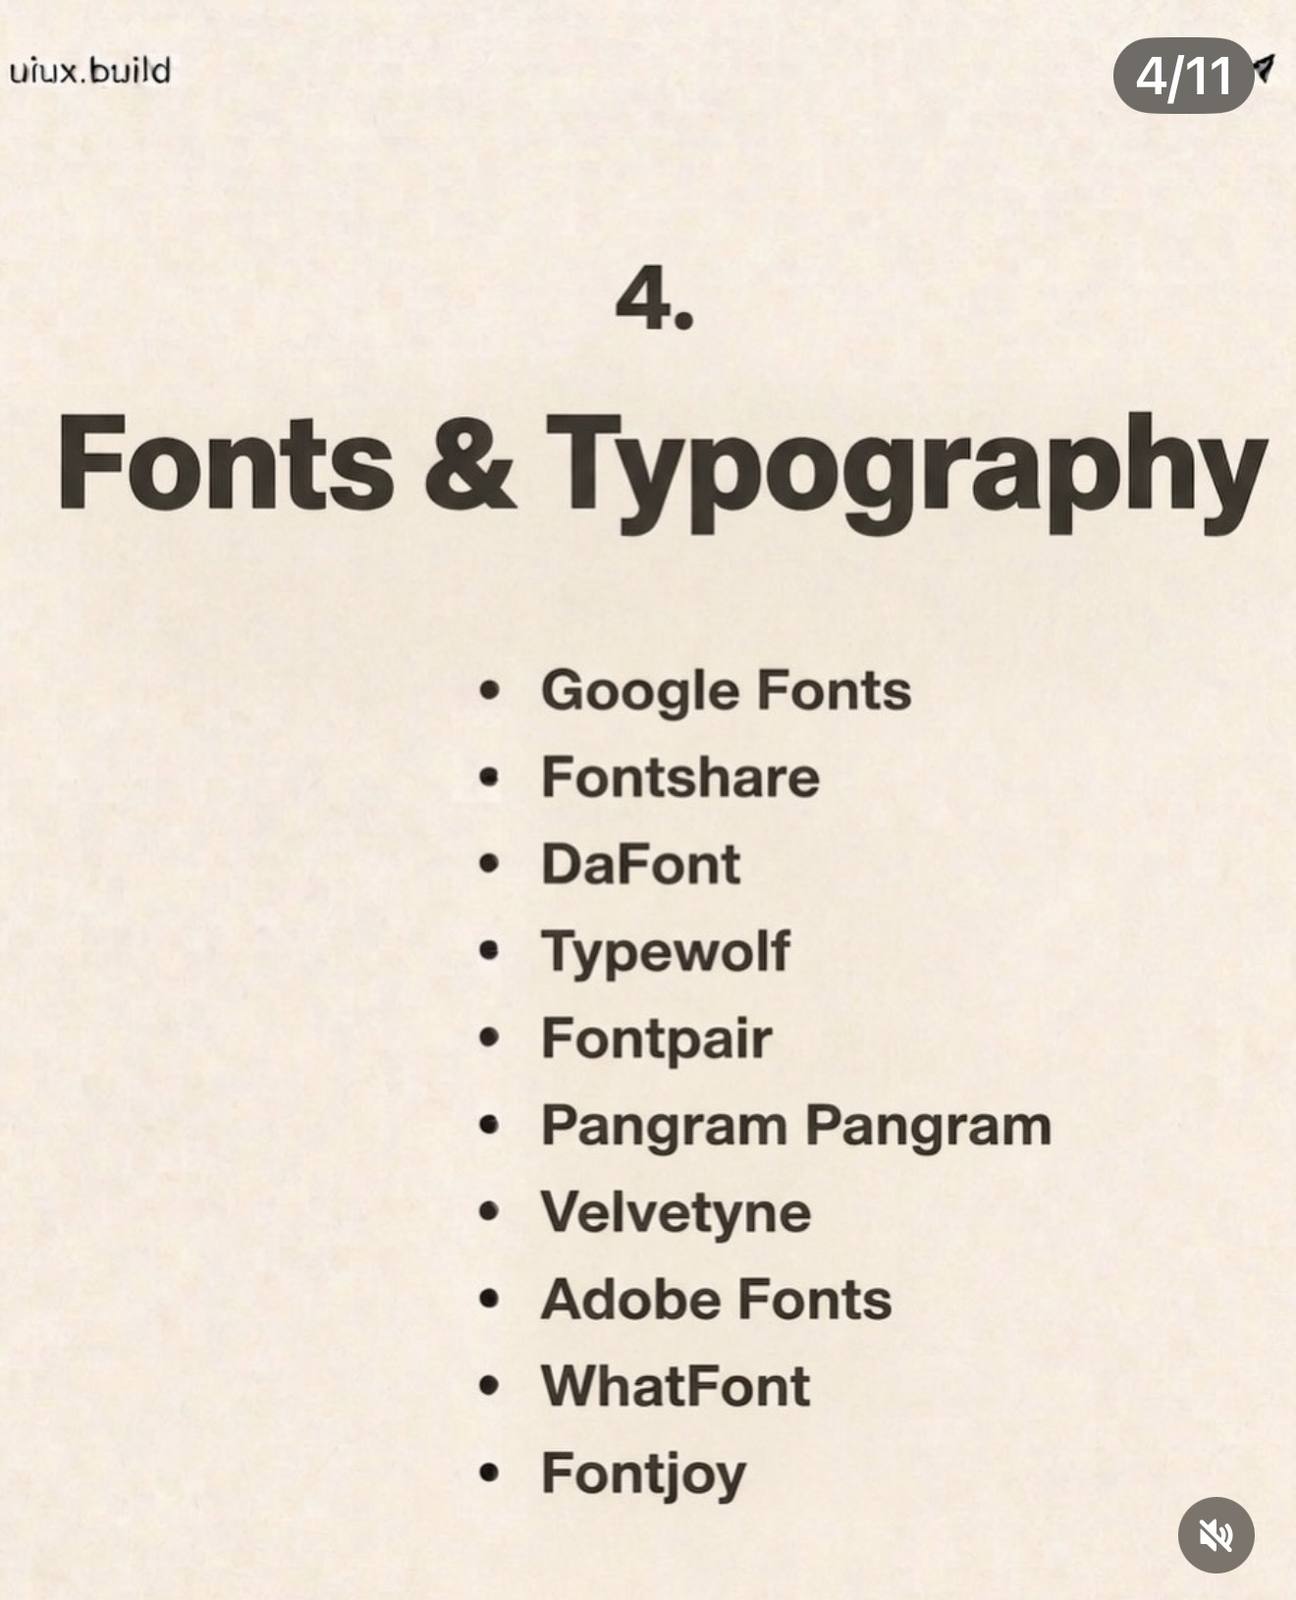 uiux.build
4/11
4.
Fonts & Typography
• Google Fonts
• Fontshare
• DaFont
• Typewolf
• Fontpair
• Pangram Pangram
• Velvetyne
• Adobe Fonts
• WhatFont
• Fontjoy